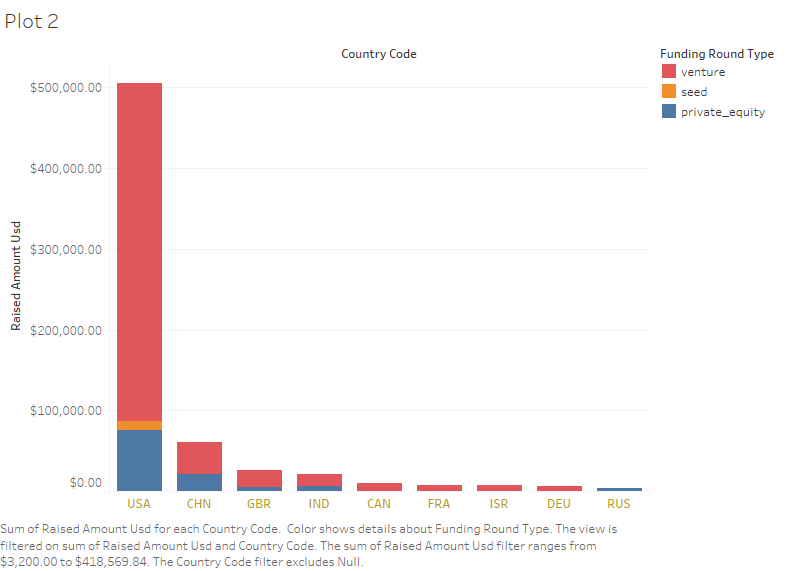 Plot 2
Country Code
Funding Round Type
venture
seed
private_equity
Raised Amount Usd
$500,000.00
$400,000.00
$300,000.00
$200,000.00
$100,000.00
$0.00
USA CHN GBR IND CAN FRA ISR DEU RUS
Sum of Raised Amount Usd for each Country Code.  Color shows details about Funding Round Type. The view is
filtered on sum of Raised Amount Usd and Country Code. The sum of Raised Amount Usd filter ranges from
$3,200.00 to $418,569.84. The Country Code filter excludes Null.